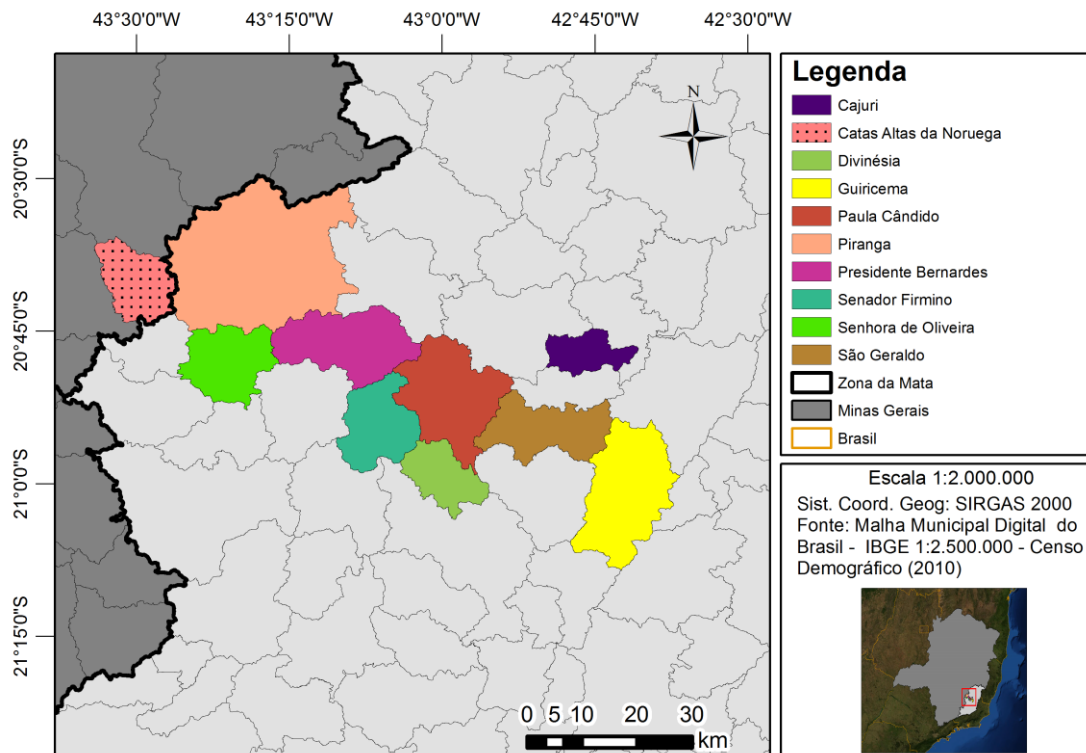 43°30'0"W 43°15'0"W 43°00'0"W 42°45'0"W 42°30'0"W
20°30'0"S
20°45'0"S
21°0'0"S
21°15'0"S
N
0 5 10 20 30
km
Legenda
Cajuri
Catas Altas da Noruega
Divinésia
Guiricema
Paula Cândido
Piranga
Presidente Bernardes
Senador Firmino
Senhora de Oliveira
São Geraldo
Zona da Mata
Minas Gerais
Brasil
Escala 1:2.000.000
Sist. Coord. Geog: SIRGAS 2000
Fonte: Malha Municipal Digital do
Brasil - IBGE 1:2.500.000 - Censo
Demográfico (2010)